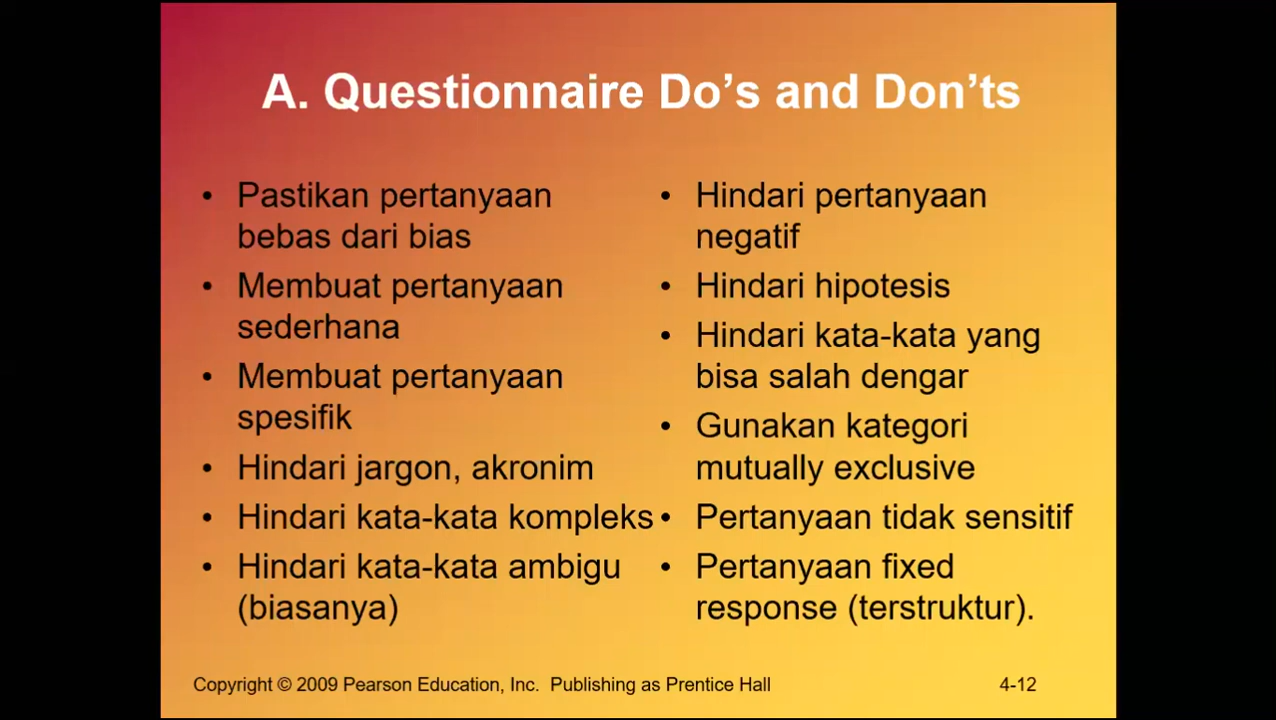 A. Questionnaire Do’s and Don’ts
• Pastikan pertanyaan
bebas dari bias
• Membuat pertanyaan
sederhana
• Membuat pertanyaan
spesifik
• Hindari jargon, akronim
• Hindari kata-kata kompleks
• Hindari kata-kata ambigu
(biasanya)
• Hindari pertanyaan
negatif
• Hindari hipotesis
• Hindari kata-kata yang
bisa salah dengar
• Gunakan kategori
mutually exclusive
• Pertanyaan tidak sensitif
• Pertanyaan fixed
response (terstruktur).
Copyright © 2009 Pearson Education, Inc. Publishing as Prentice Hall
4-12